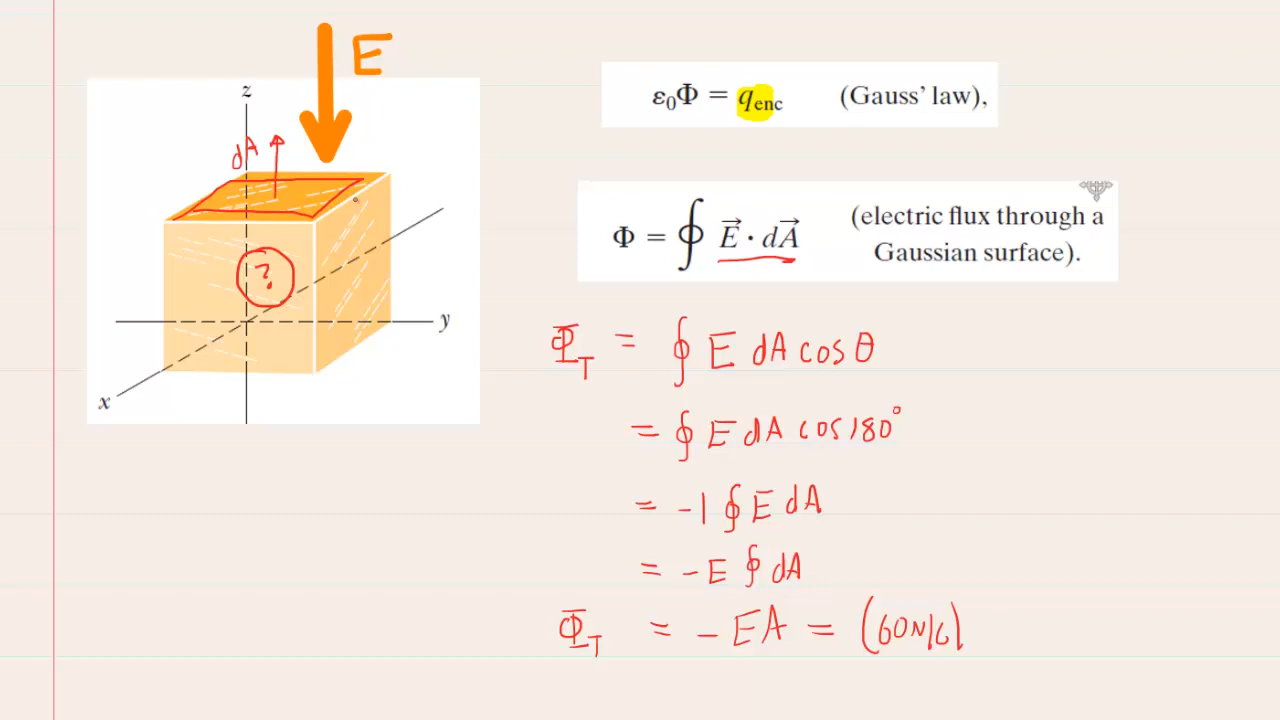 E
z
dA
?
y
x
ε₀Φ = q_enc (Gauss' law),
Φ = ∮ E⃗ · dA⃗ (electric flux through a
Gaussian surface).
Φ_T = ∮ E dA cos θ
= ∮ E dA cos 180°
= -1 ∮ E dA
= -E ∮ dA
Φ_T = -EA = (60N/C)